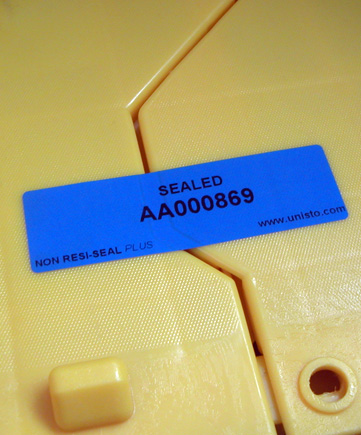 SEALED
AA000869
www.unisto.com
NON RESI-SEAL PLUS